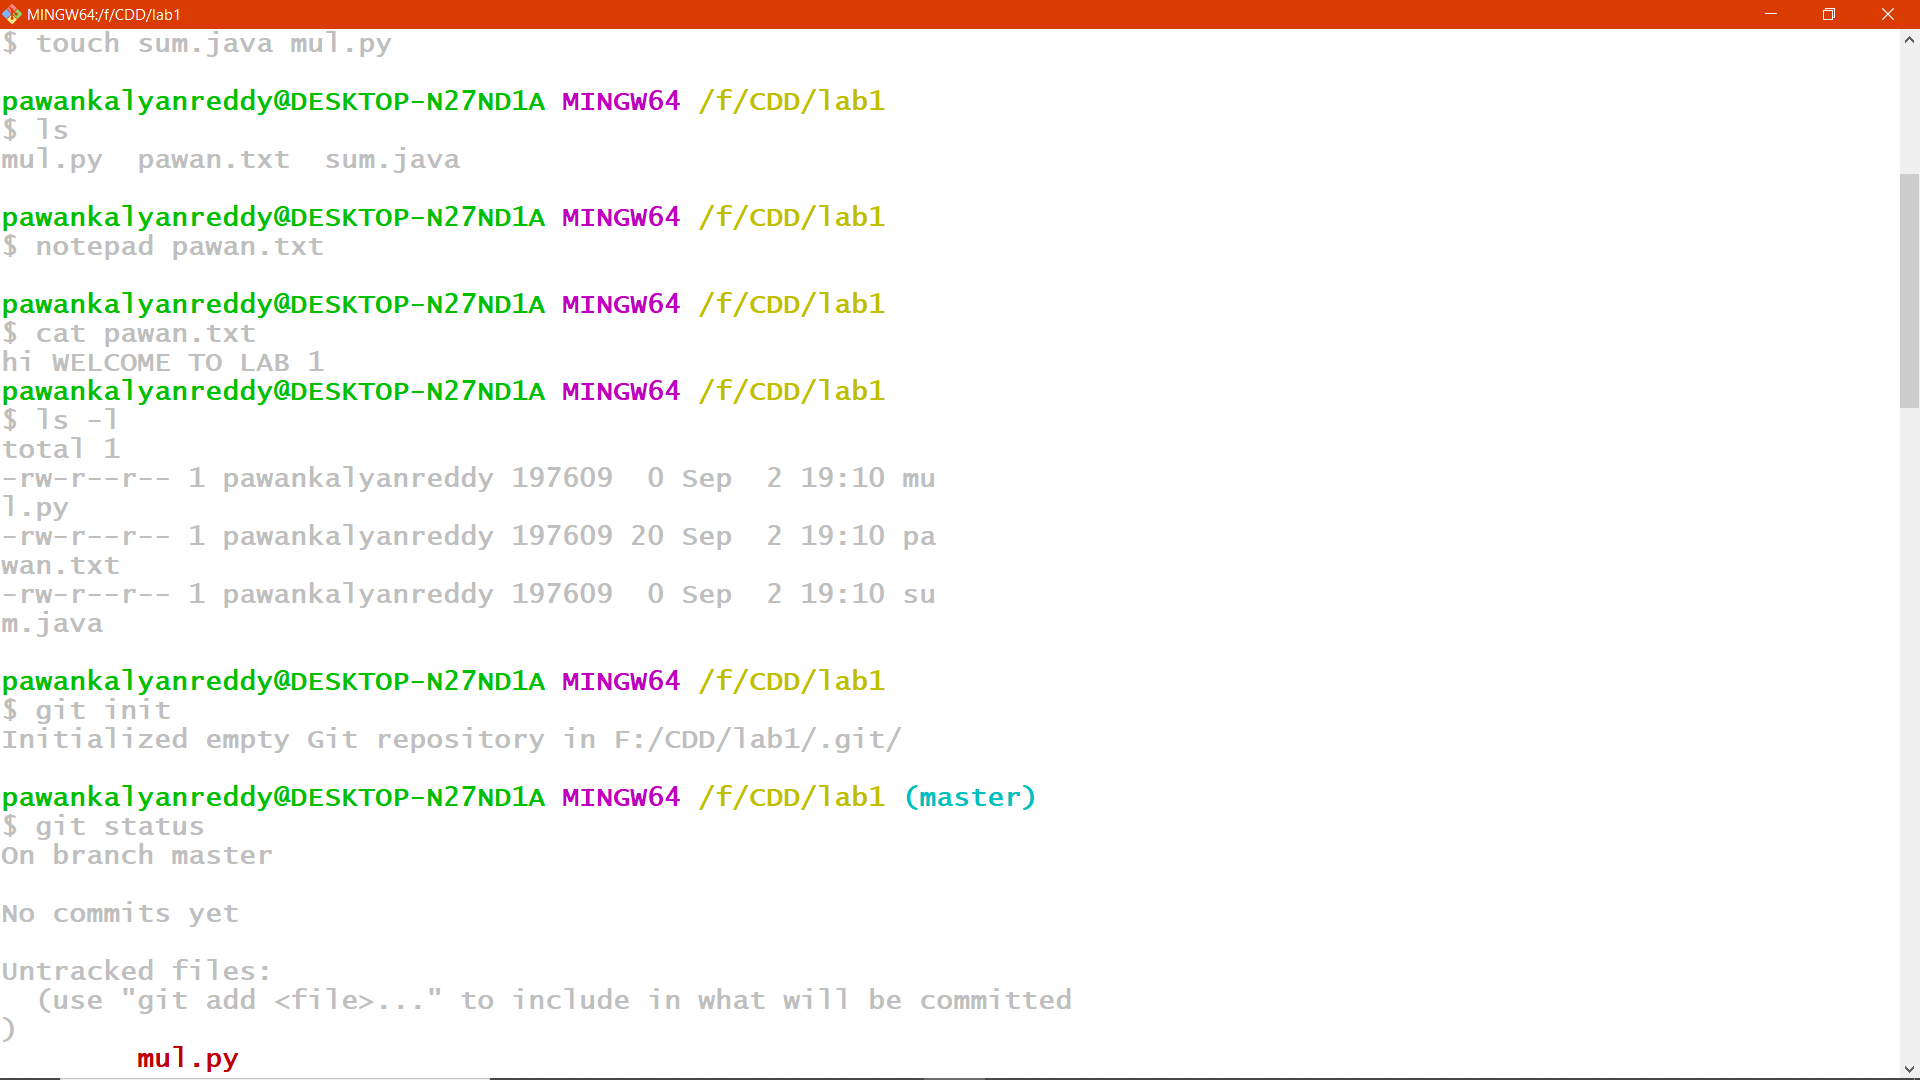 MINGW64:/f/CDD/lab1
$ touch sum.java mul.py
pawankalyanreddy@DESKTOP-N27ND1A MINGW64 /f/CDD/lab1
$ ls
mul.py  pawan.txt  sum.java
pawankalyanreddy@DESKTOP-N27ND1A MINGW64 /f/CDD/lab1
$ notepad pawan.txt
pawankalyanreddy@DESKTOP-N27ND1A MINGW64 /f/CDD/lab1
$ cat pawan.txt
hi WELCOME TO LAB 1
pawankalyanreddy@DESKTOP-N27ND1A MINGW64 /f/CDD/lab1
$ ls -l
total 1
-rw-r--r-- 1 pawankalyanreddy 197609  0 Sep  2 19:10 mu
l.py
-rw-r--r-- 1 pawankalyanreddy 197609 20 Sep  2 19:10 pa
wan.txt
-rw-r--r-- 1 pawankalyanreddy 197609  0 Sep  2 19:10 su
m.java
pawankalyanreddy@DESKTOP-N27ND1A MINGW64 /f/CDD/lab1
$ git init
Initialized empty Git repository in F:/CDD/lab1/.git/
pawankalyanreddy@DESKTOP-N27ND1A MINGW64 /f/CDD/lab1 (master)
$ git status
On branch master
No commits yet
Untracked files:
  (use "git add <file>..." to include in what will be committed
)
        mul.py